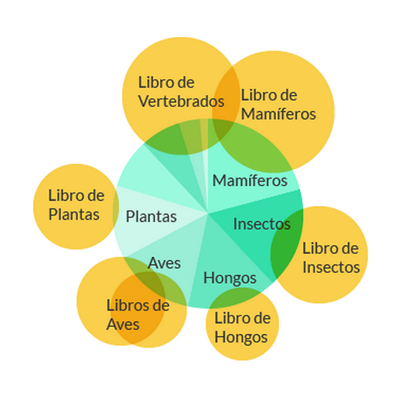 Libro de
Vertebrados
Libro de
Mamíferos
Mamíferos
Libro de
Plantas
Plantas
Insectos
Libro de
Insectos
Aves
Hongos
Libros de
Aves
Libro de
Hongos